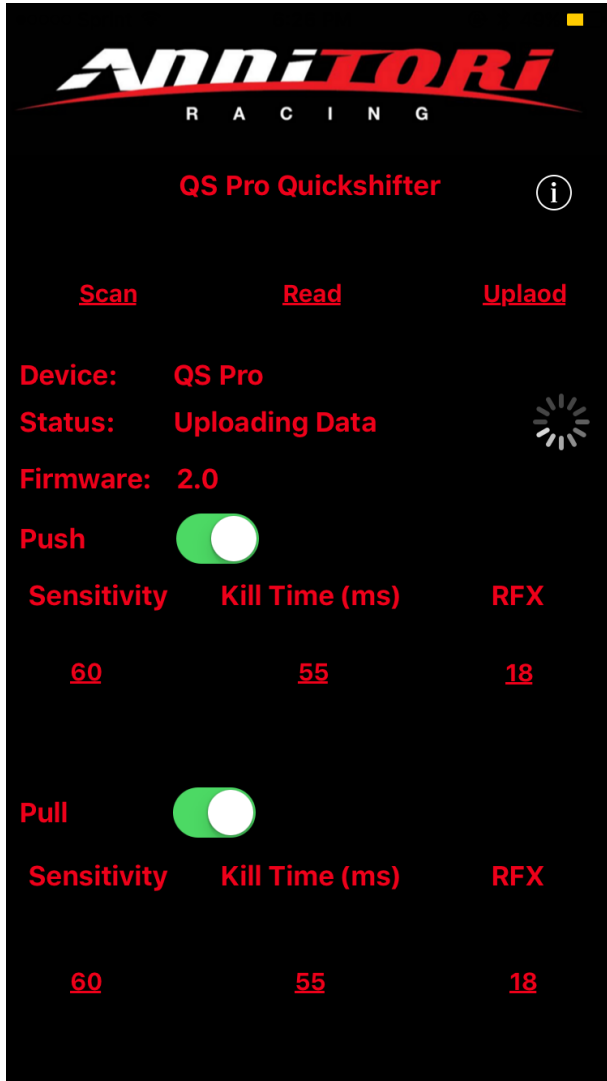 ANNITORI
RACING
QS Pro Quickshifter
i
Scan Read Uplaod
Device: QS Pro
Status: Uploading Data
Firmware: 2.0
Push
Sensitivity Kill Time (ms) RFX
60 55 18
Pull
Sensitivity Kill Time (ms) RFX
60 55 18